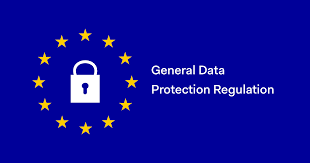 General Data
Protection Regulation